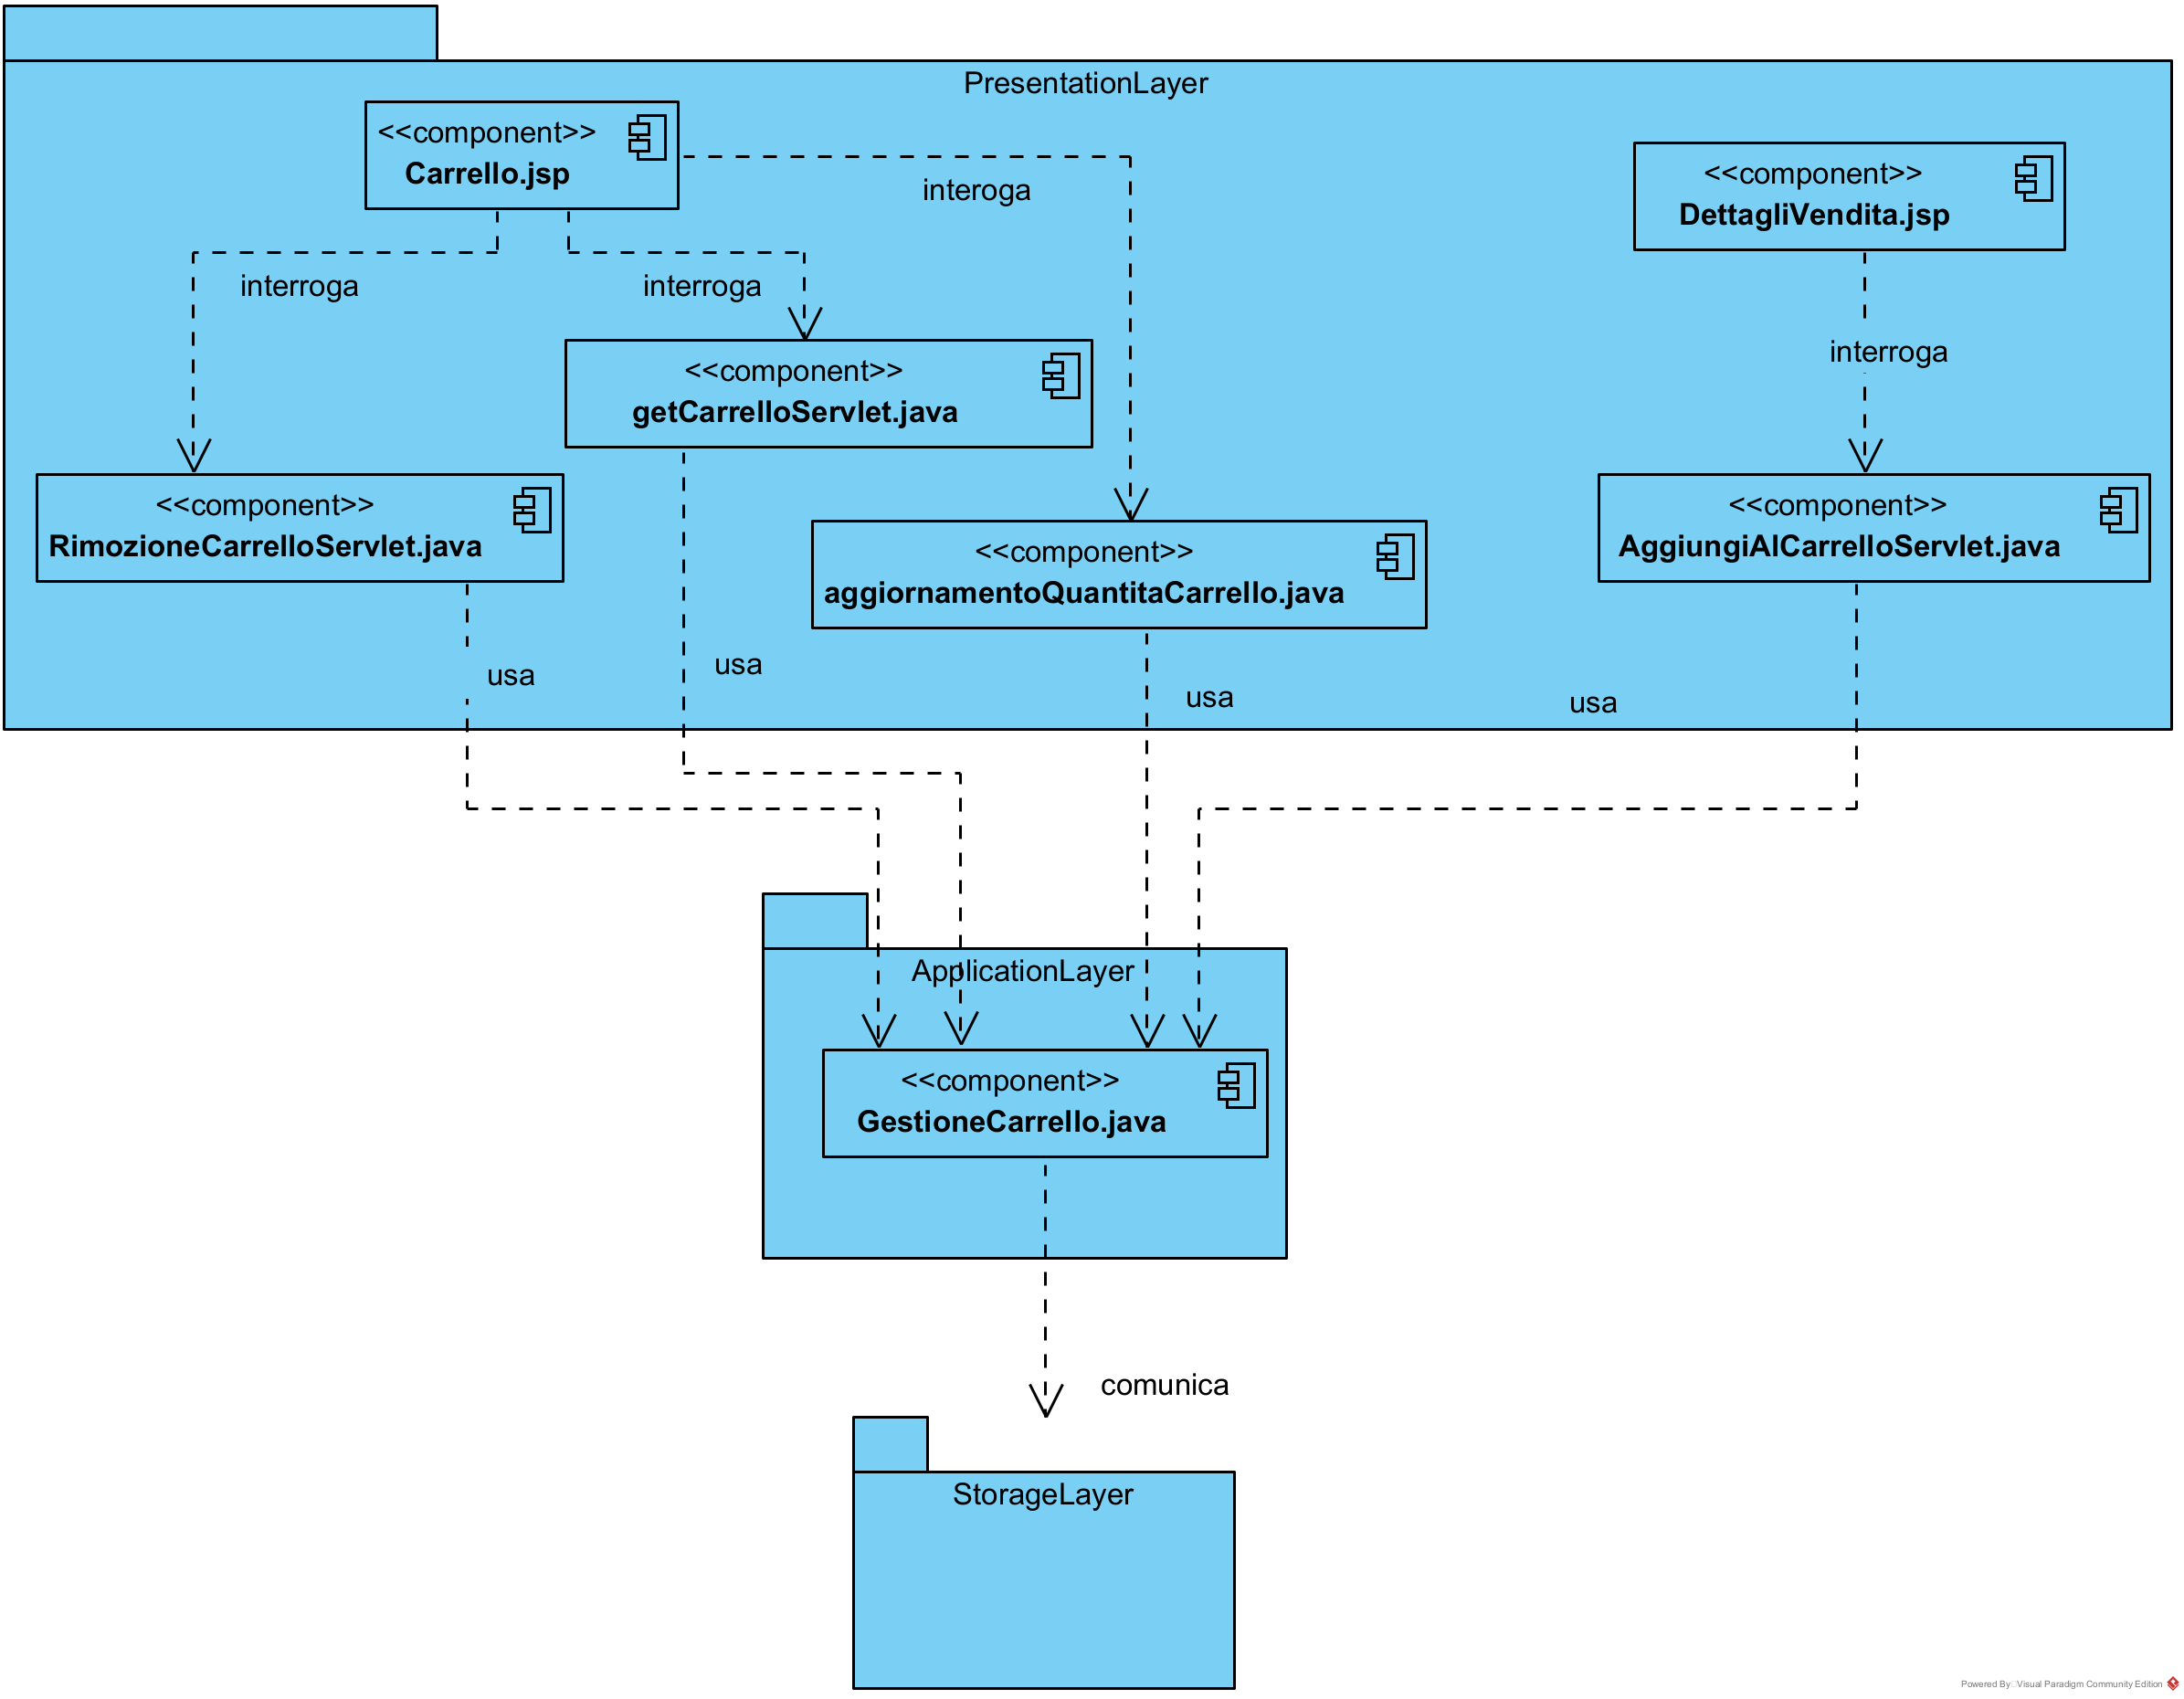 PresentationLayer
<<component>>
Carrello.jsp
interoga
<<component>>
DettagliVendita.jsp
interroga
interroga
interroga
<<component>>
getCarrelloServlet.java
<<component>>
RimozioneCarrelloServlet.java
<<component>>
aggiornamentoQuantitaCarrello.java
<<component>>
AggiungiAlCarrelloServlet.java
usa
usa
usa
usa
ApplicationLayer
<<component>>
GestioneCarrello.java
comunica
StorageLayer
Powered By Visual Paradigm Community Edition